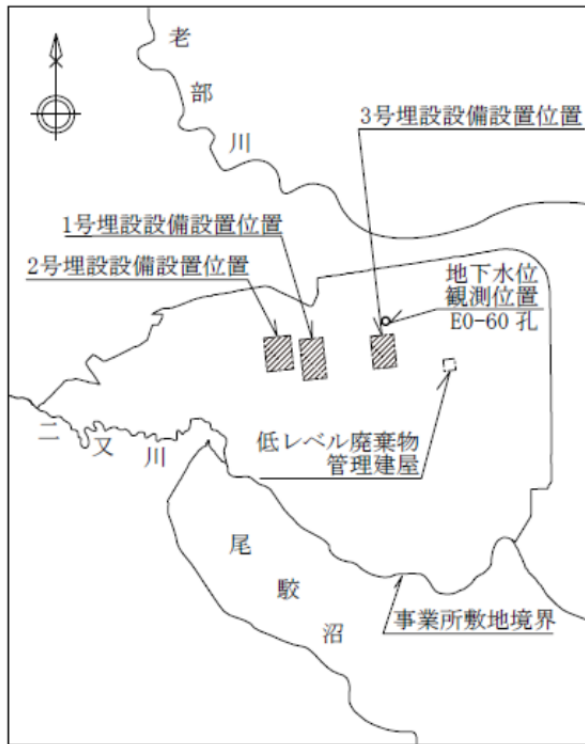 老部川
3号埋設設備設置位置
1号埋設設備設置位置
2号埋設設備設置位置
地下水位
観測位置
E0-60 孔
低レベル廃棄物
管理建屋
二又川
尾駮沼
事業所敷地境界